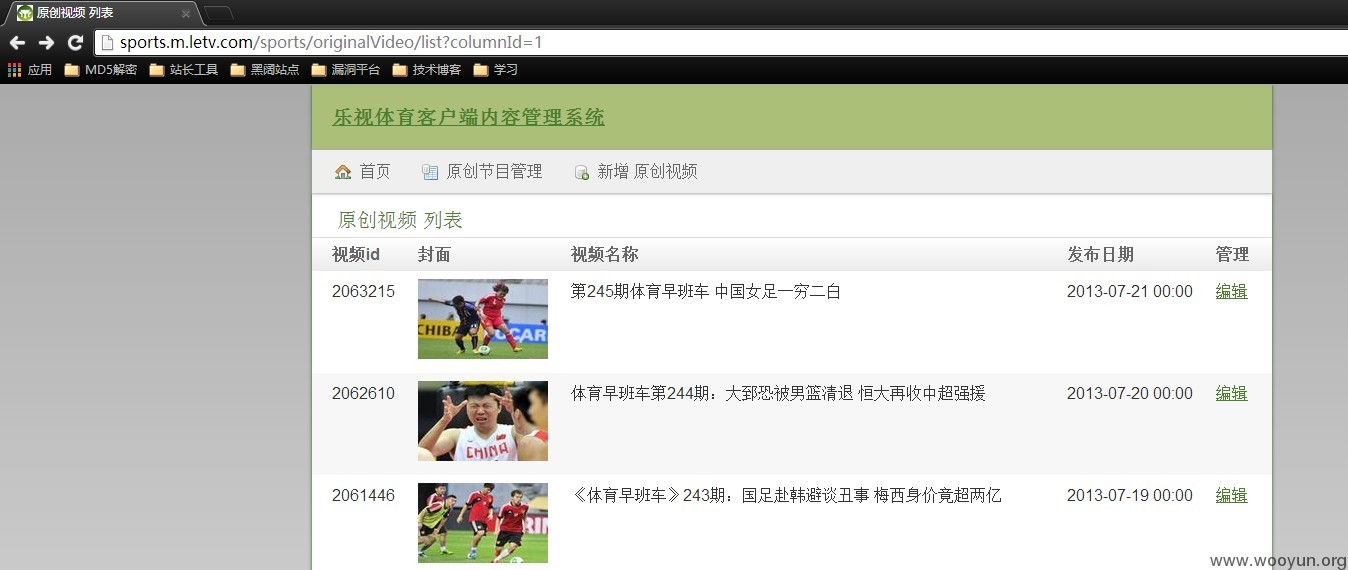 原创视频 列表
sports.m.letv.com/sports/originalVideo/list?columnId=1
应用 MD5解密 站长工具 黑阔站点 漏洞平台 技术博客 学习
乐视体育客户端内容管理系统
首页 原创节目管理 新增 原创视频
原创视频 列表
视频id 封面 视频名称 发布日期 管理
2063215 第245期体育早班车 中国女足一穷二白 2013-07-21 00:00 编辑
CHIBA OCAR
2062610 体育早班车第244期：大郅恐被男篮清退 恒大再收中超强援 2013-07-20 00:00 编辑
CHINA
2061446 《体育早班车》243期：国足赴韩避谈丑事 梅西身价竟超两亿 2013-07-19 00:00 编辑
www.wooyun.org